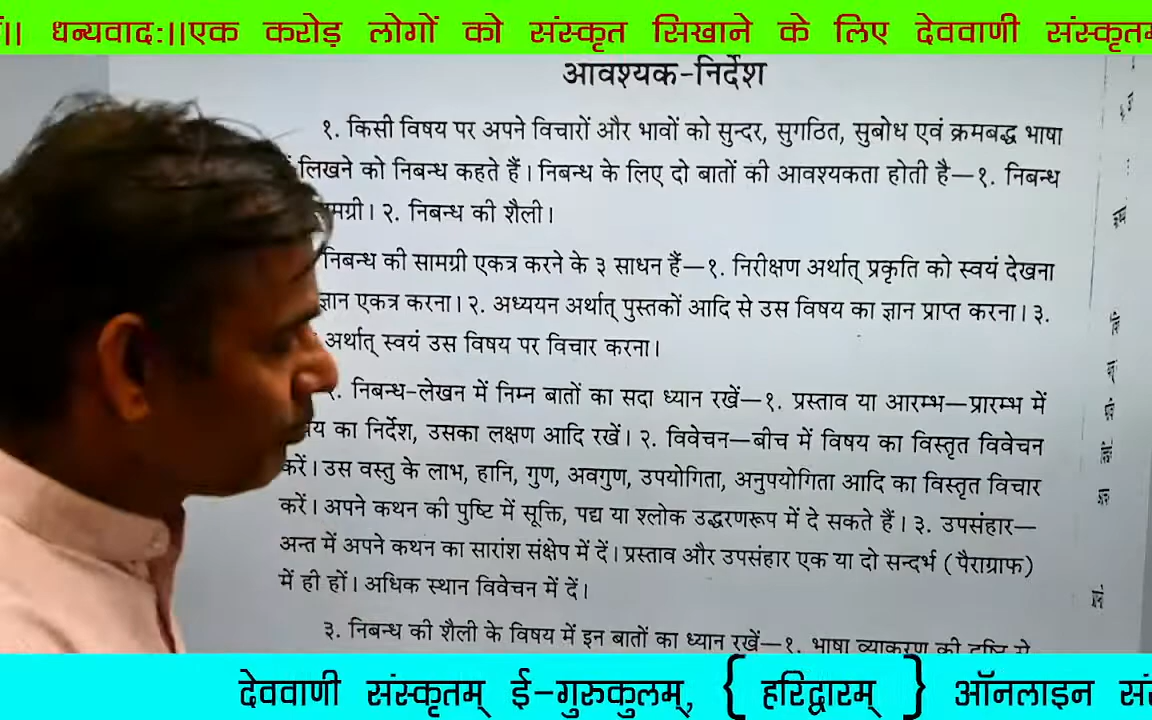 ।। धन्यवादः।।एक करोड़ लोगों को संस्कृत सिखाने के लिए देववाणी संस्कृतम
आवश्यक-निर्देश
१. किसी विषय पर अपने विचारों और भावों को सुन्दर, सुगठित, सुबोध एवं क्रमबद्ध भाषा
लिखने को निबन्ध कहते हैं। निबन्ध के लिए दो बातों की आवश्यकता होती है—१. निबन्ध
२. निबन्ध की शैली।
निबन्ध की सामग्री एकत्र करने के ३ साधन हैं—१. निरीक्षण अर्थात् प्रकृति को स्वयं देखना
ज्ञान एकत्र करना। २. अध्ययन अर्थात् पुस्तकों आदि से उस विषय का ज्ञान प्राप्त करना। ३.
अर्थात् स्वयं उस विषय पर विचार करना।
निबन्ध-लेखन में निम्न बातों का सदा ध्यान रखें—१. प्रस्ताव या आरम्भ—प्रारम्भ में
का निर्देश, उसका लक्षण आदि रखें। २. विवेचन—बीच में विषय का विस्तृत विवेचन
करें। उस वस्तु के लाभ, हानि, गुण, अवगुण, उपयोगिता, अनुपयोगिता आदि का विस्तृत विचार
करें। अपने कथन की पुष्टि में सूक्ति, पद्य या श्लोक उद्धरणरूप में दे सकते हैं। ३. उपसंहार—
अन्त में अपने कथन का सारांश संक्षेप में दें। प्रस्ताव और उपसंहार एक या दो सन्दर्भ (पैराग्राफ)
में ही हों। अधिक स्थान विवेचन में दें।
३. निबन्ध की शैली के विषय में इन बातों का ध्यान रखें—१. भाषा व्याकरण की दृष्टि से
देववाणी संस्कृतम् ई-गुरुकुलम्, { हरिद्वारम् } ऑनलाइन सं